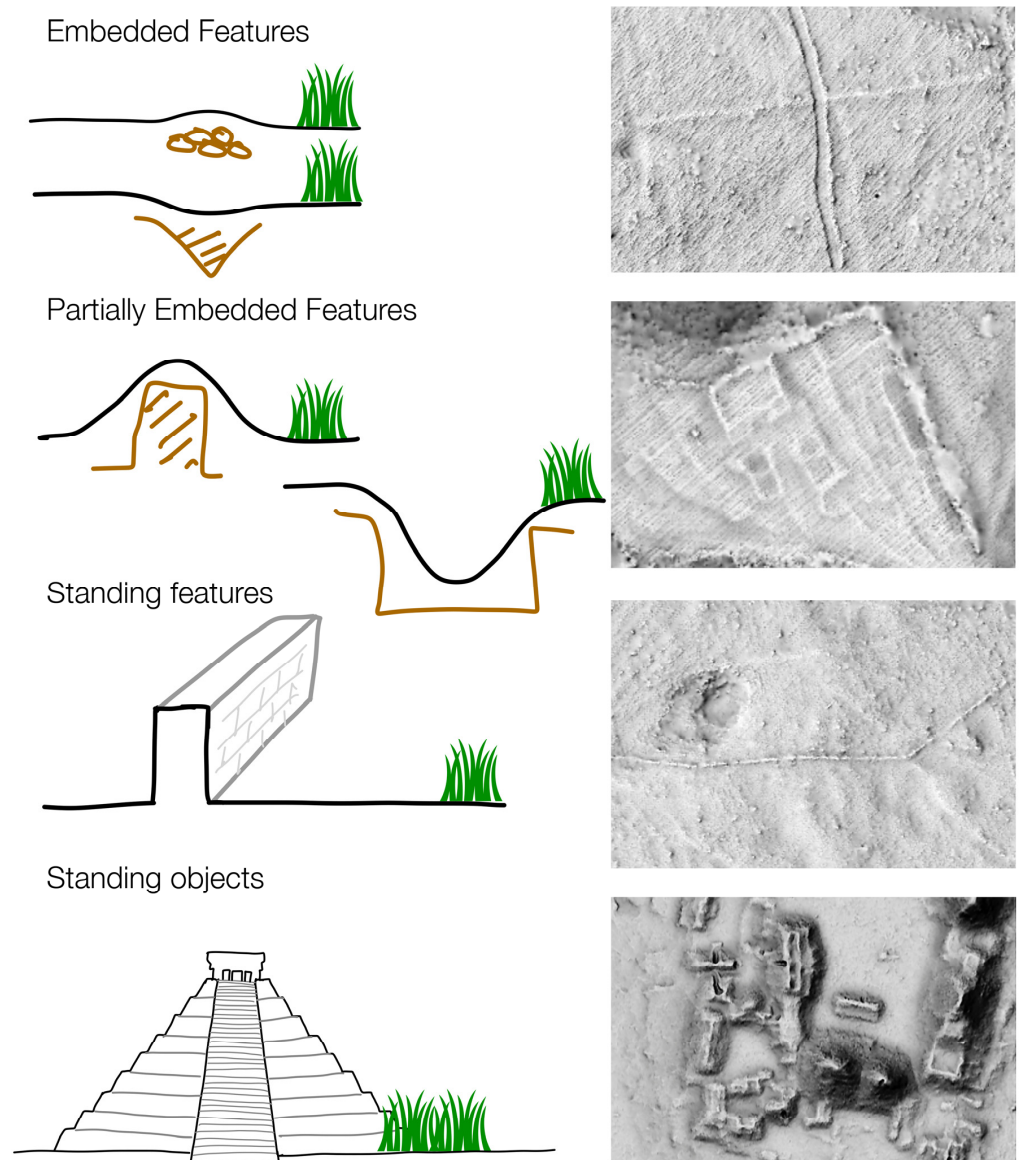 Embedded Features
Partially Embedded Features
Standing features
Standing objects